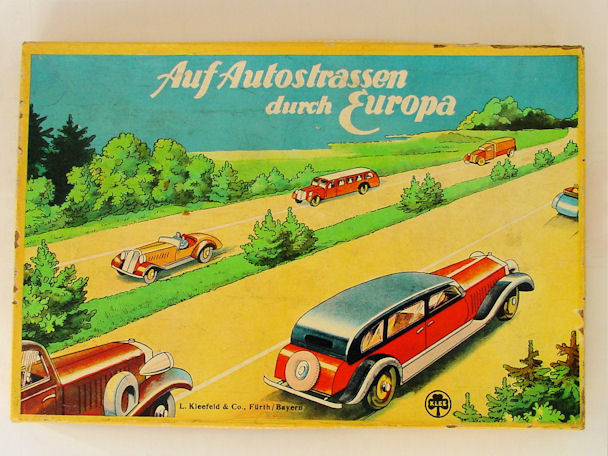 Auf Autostrassen
durch Europa
L. Kleefeld & Co., Fürth/Bayern
KLEE